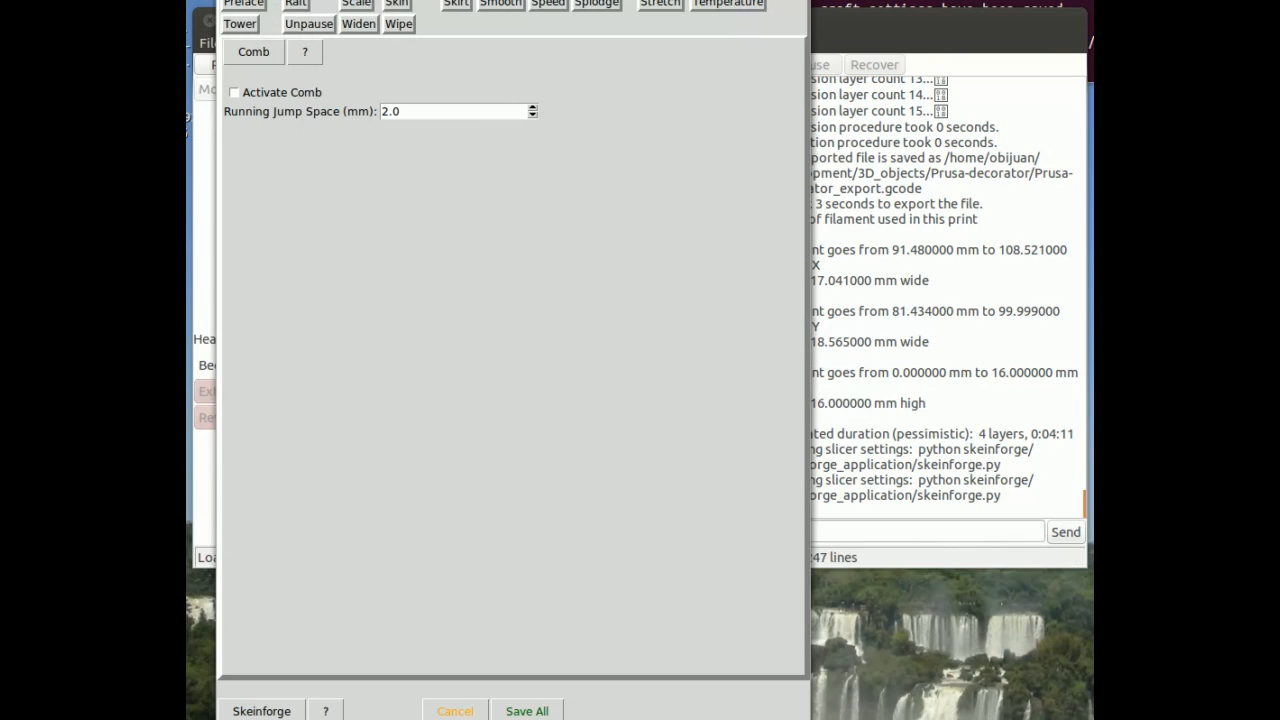 Preface Raft Scale Skin Skirt Smooth Speed Splodge Stretch Temperature
Tower Unpause Widen Wipe
Comb ?
Activate Comb
Running Jump Space (mm): 2.0
Skeinforge ? Cancel Save All
Recover
sion layer count 13...
sion layer count 14...
sion layer count 15...
sion procedure took 0 seconds.
tion procedure took 0 seconds.
ported file is saved as /home/obijuan/
pment/3D_objects/Prusa-decorator/Prusa-
ator_export.gcode
3 seconds to export the file.
of filament used in this print
nt goes from 91.480000 mm to 108.521000
X
17.041000 mm wide
nt goes from 81.434000 mm to 99.999000
Y
18.565000 mm wide
nt goes from 0.000000 mm to 16.000000 mm
16.000000 mm high
ated duration (pessimistic): 4 layers, 0:04:11
ng slicer settings: python skeinforge/
orge_application/skeinforge.py
ng slicer settings: python skeinforge/
orge_application/skeinforge.py
Send
247 lines